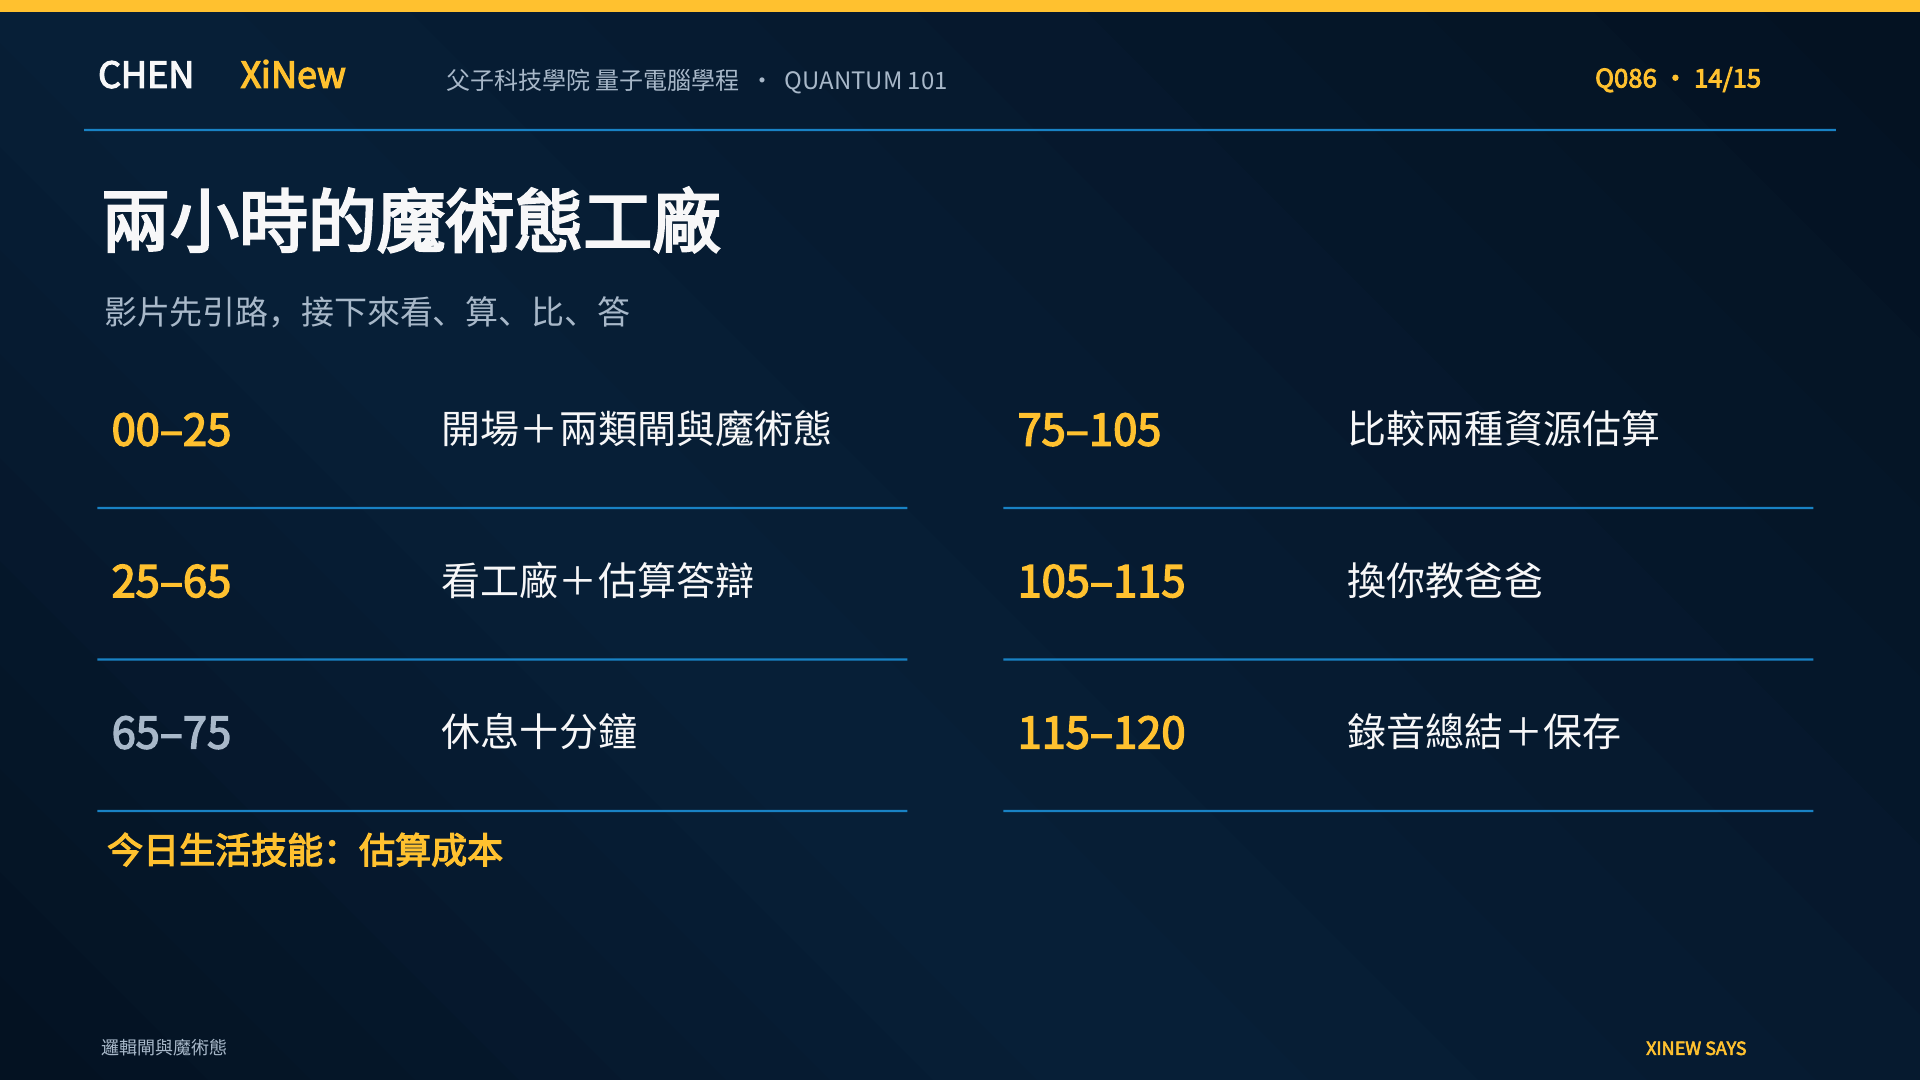 CHEN XiNew 父子科技學院 量子電腦學程 · QUANTUM 101 Q086 · 14/15
兩小時的魔術態工廠
影片先引路，接下來看、算、比、答
00–25 開場＋兩類閘與魔術態
25–65 看工廠＋估算答辯
65–75 休息十分鐘
75–105 比較兩種資源估算
105–115 換你教爸爸
115–120 錄音總結＋保存
今日生活技能：估算成本
邏輯閘與魔術態 XINEW SAYS